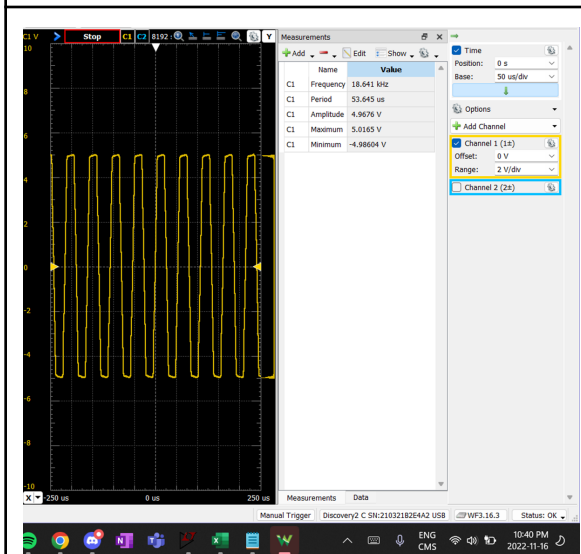 C1 V Stop C1 C2 8192 Y
Measurements
Add Edit Show
Name Value
C1 Frequency 18.641 kHz
C1 Period 53.645 us
C1 Amplitude 4.9676 V
C1 Maximum 5.0165 V
C1 Minimum -4.98604 V
Measurements Data
10
8
6
4
2
0
-2
-4
-6
-8
-10
X -250 us 0 us 250 us
Time
Position: 0 s
Base: 50 us/div
Options
Add Channel
Channel 1 (1±)
Offset: 0 V
Range: 2 V/div
Channel 2 (2±)
Manual Trigger Discovery2 C SN:210321B2E4A2 USB WF3.16.3 Status: OK
ENG
CMS
10:40 PM
2022-11-16